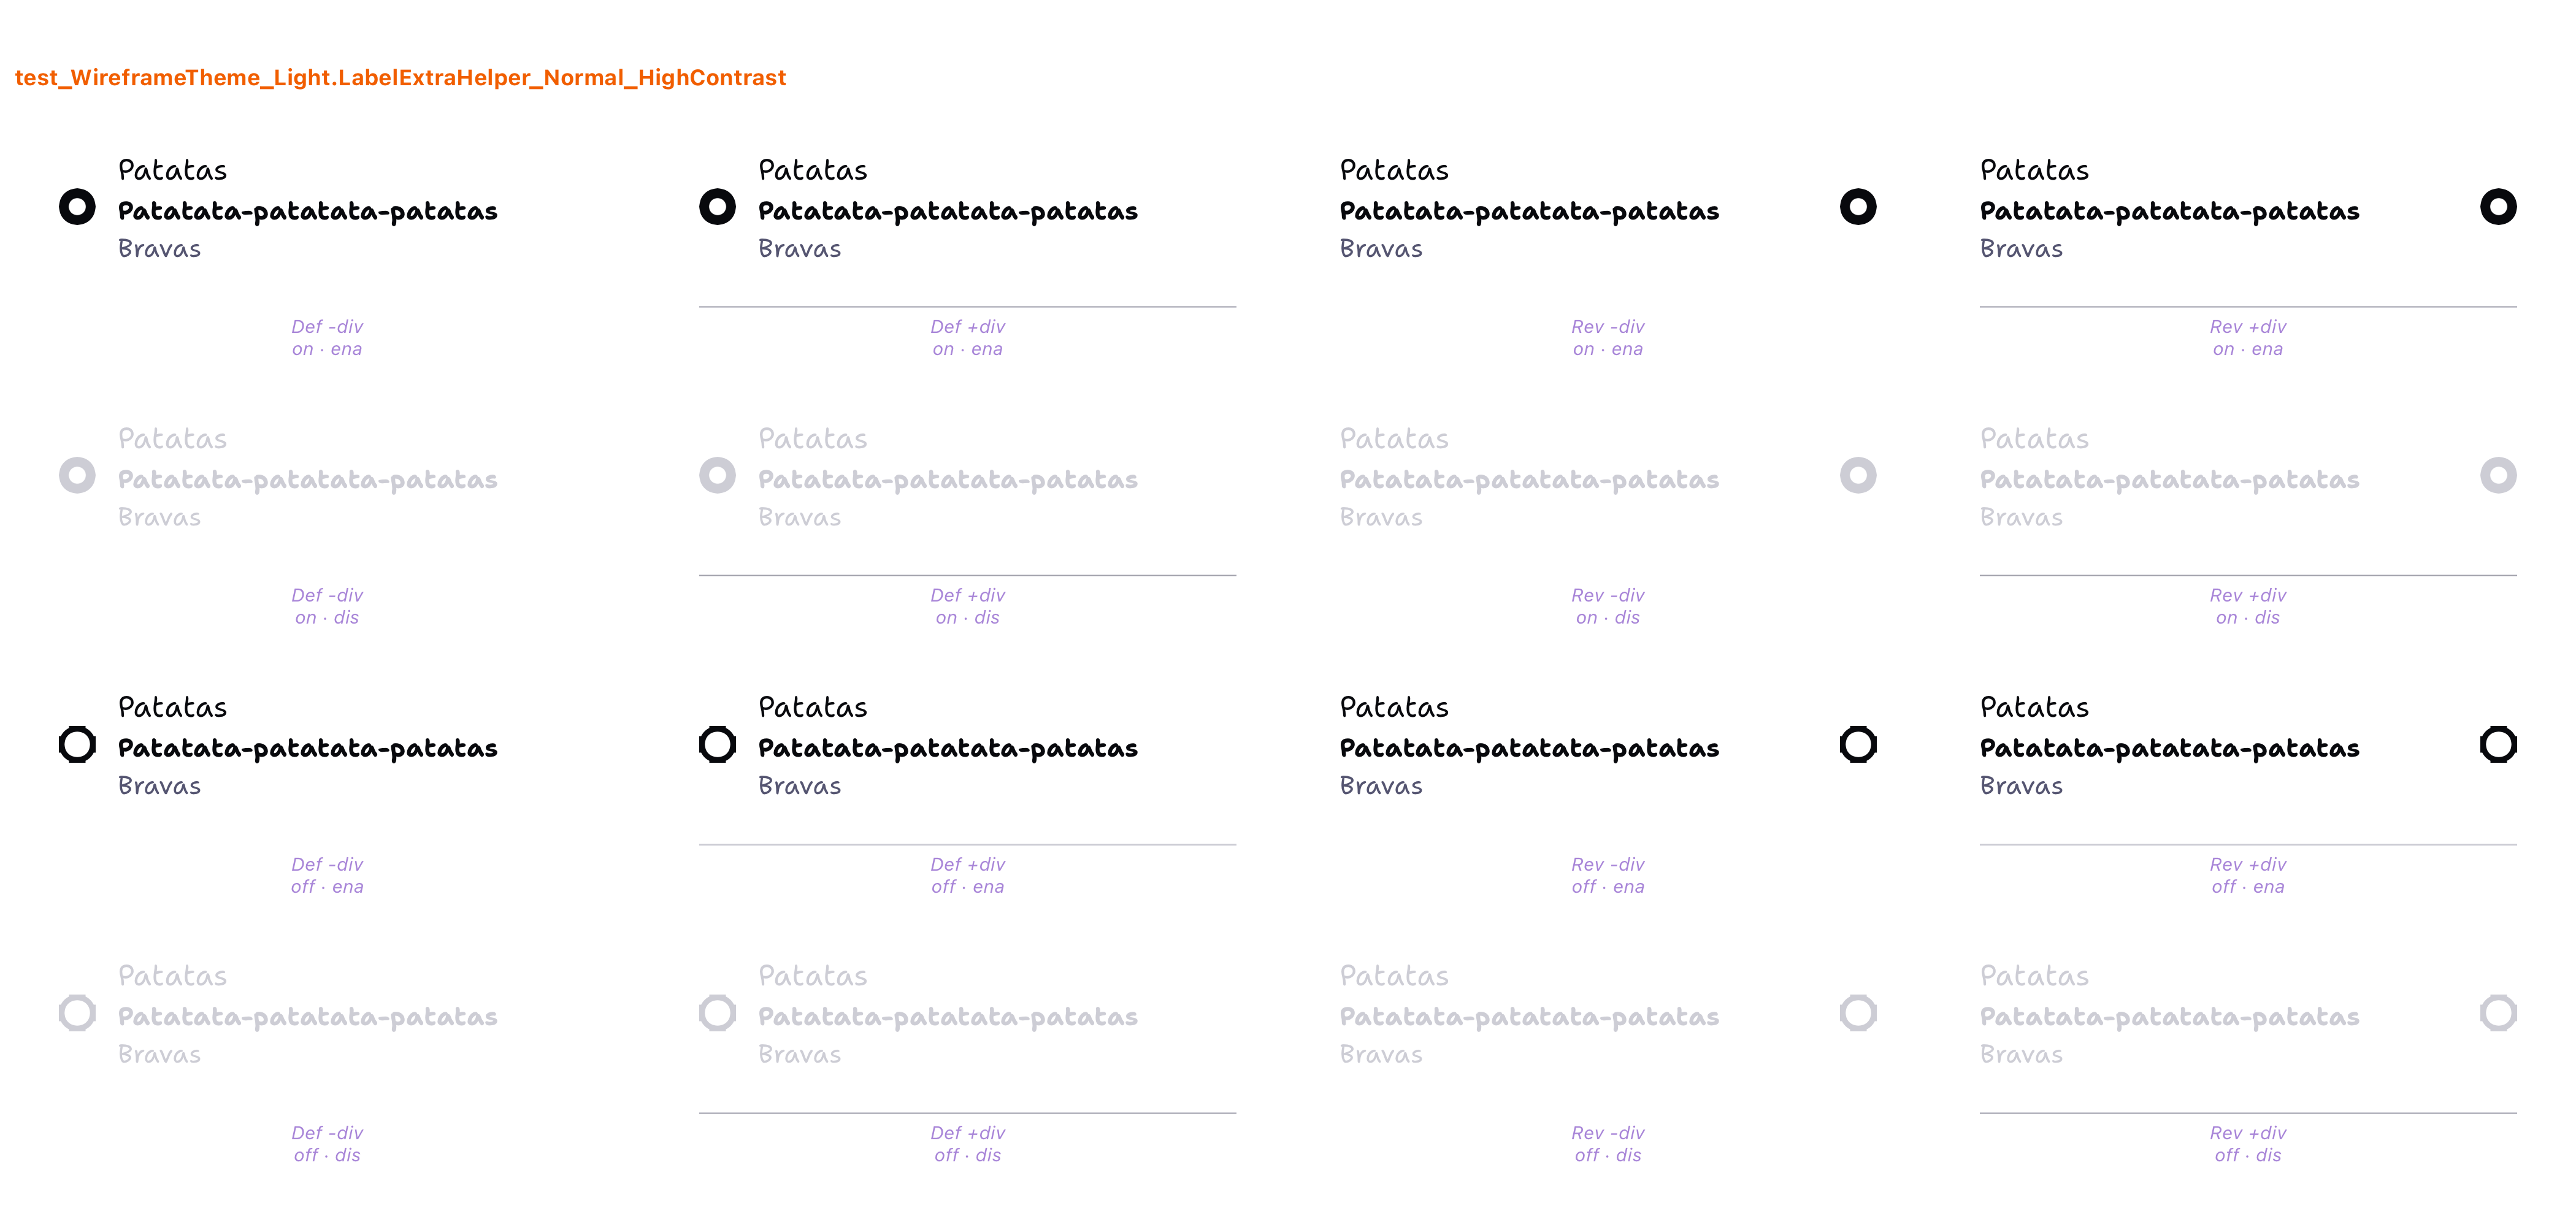 test_WireframeTheme_Light.LabelExtraHelper_Normal_HighContrast
Patatas
Patatata-patatata-patatas
Bravas
Def -div
on · ena
Patatas
Patatata-patatata-patatas
Bravas
Def +div
on · ena
Patatas
Patatata-patatata-patatas
Bravas
Rev -div
on · ena
Patatas
Patatata-patatata-patatas
Bravas
Rev +div
on · ena
Patatas
Patatata-patatata-patatas
Bravas
Def -div
on · dis
Patatas
Patatata-patatata-patatas
Bravas
Def +div
on · dis
Patatas
Patatata-patatata-patatas
Bravas
Rev -div
on · dis
Patatas
Patatata-patatata-patatas
Bravas
Rev +div
on · dis
Patatas
Patatata-patatata-patatas
Bravas
Def -div
off · ena
Patatas
Patatata-patatata-patatas
Bravas
Def +div
off · ena
Patatas
Patatata-patatata-patatas
Bravas
Rev -div
off · ena
Patatas
Patatata-patatata-patatas
Bravas
Rev +div
off · ena
Patatas
Patatata-patatata-patatas
Bravas
Def -div
off · dis
Patatas
Patatata-patatata-patatas
Bravas
Def +div
off · dis
Patatas
Patatata-patatata-patatas
Bravas
Rev -div
off · dis
Patatas
Patatata-patatata-patatas
Bravas
Rev +div
off · dis